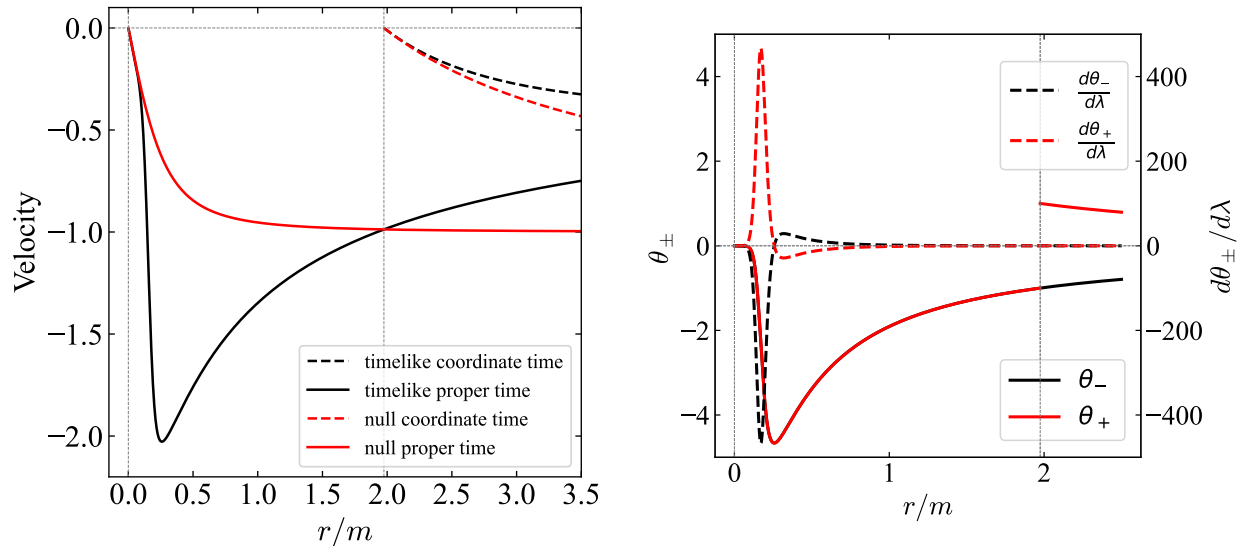 0.0
−0.5
−1.0
−1.5
−2.0
Velocity
0.0 0.5 1.0 1.5 2.0 2.5 3.0 3.5
r/m
timelike coordinate time
timelike proper time
null coordinate time
null proper time
4
2
0
−2
−4
θ±
0 1 2
r/m
400
200
0
−200
−400
dθ±/dλ
dθ−/dλ
dθ+/dλ
θ−
θ+